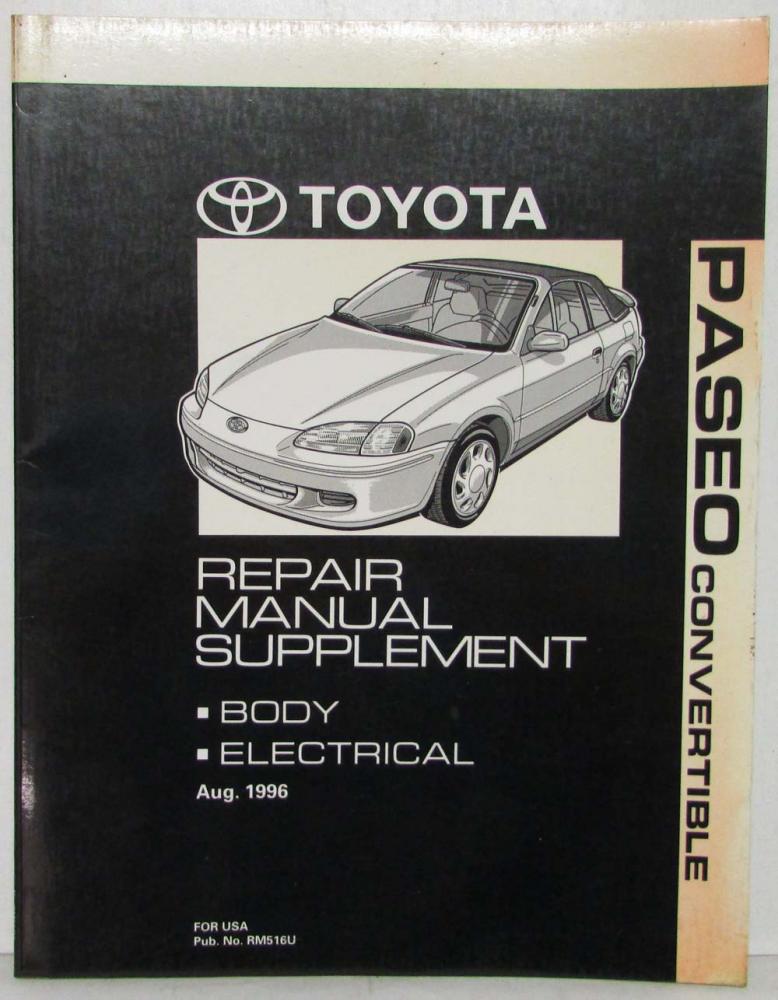 TOYOTA
PASEO CONVERTIBLE
REPAIR
MANUAL
SUPPLEMENT
▪ BODY
▪ ELECTRICAL
Aug. 1996
FOR USA
Pub. No. RM516U